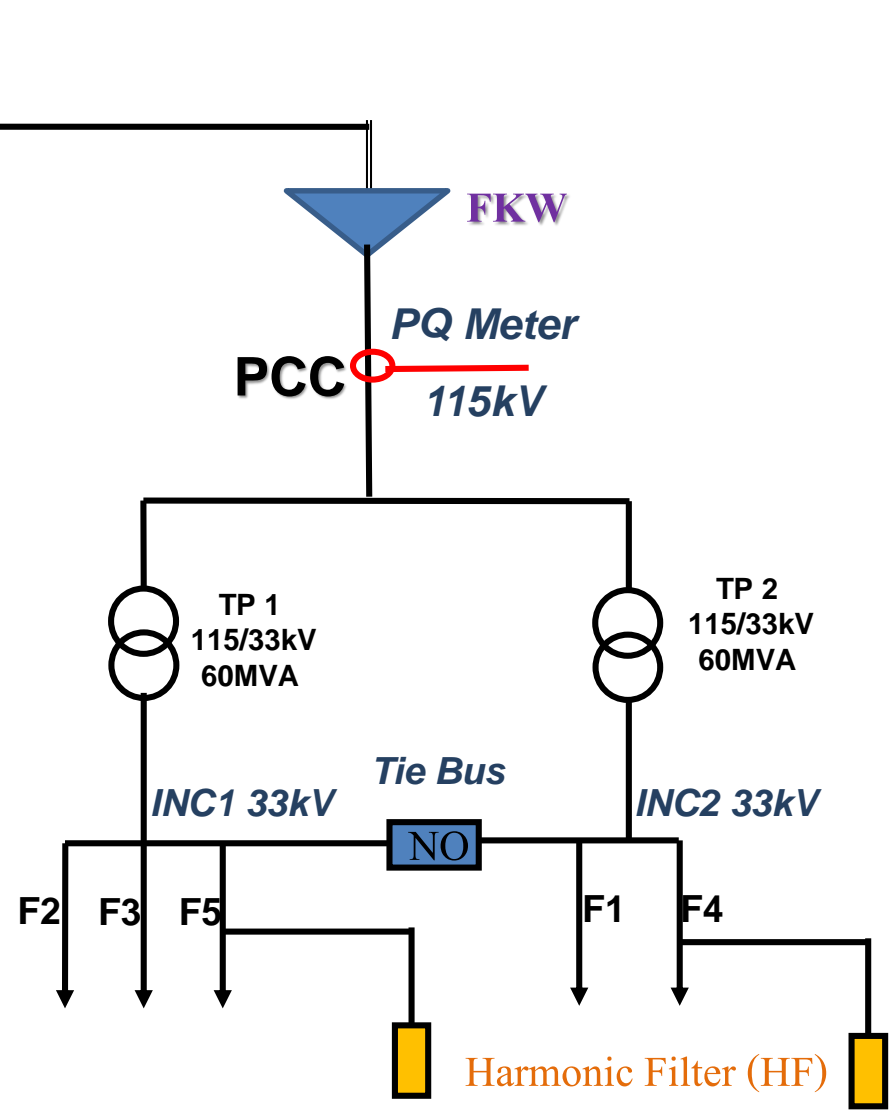 FKW
PQ Meter
PCC
115kV
TP 1
115/33kV
60MVA
TP 2
115/33kV
60MVA
Tie Bus
INC1 33kV
INC2 33kV
NO
F2
F3
F5
F1
F4
Harmonic Filter (HF)